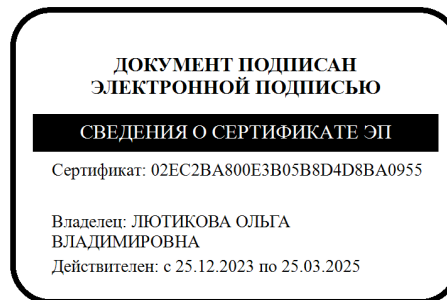 ДОКУМЕНТ ПОДПИСАН
ЭЛЕКТРОННОЙ ПОДПИСЬЮ
СВЕДЕНИЯ О СЕРТИФИКАТЕ ЭП
Сертификат: 02EC2BA800E3B05B8D4D8BA0955
Владелец: ЛЮТИКОВА ОЛЬГА
ВЛАДИМИРОВНА
Действителен: с 25.12.2023 по 25.03.2025